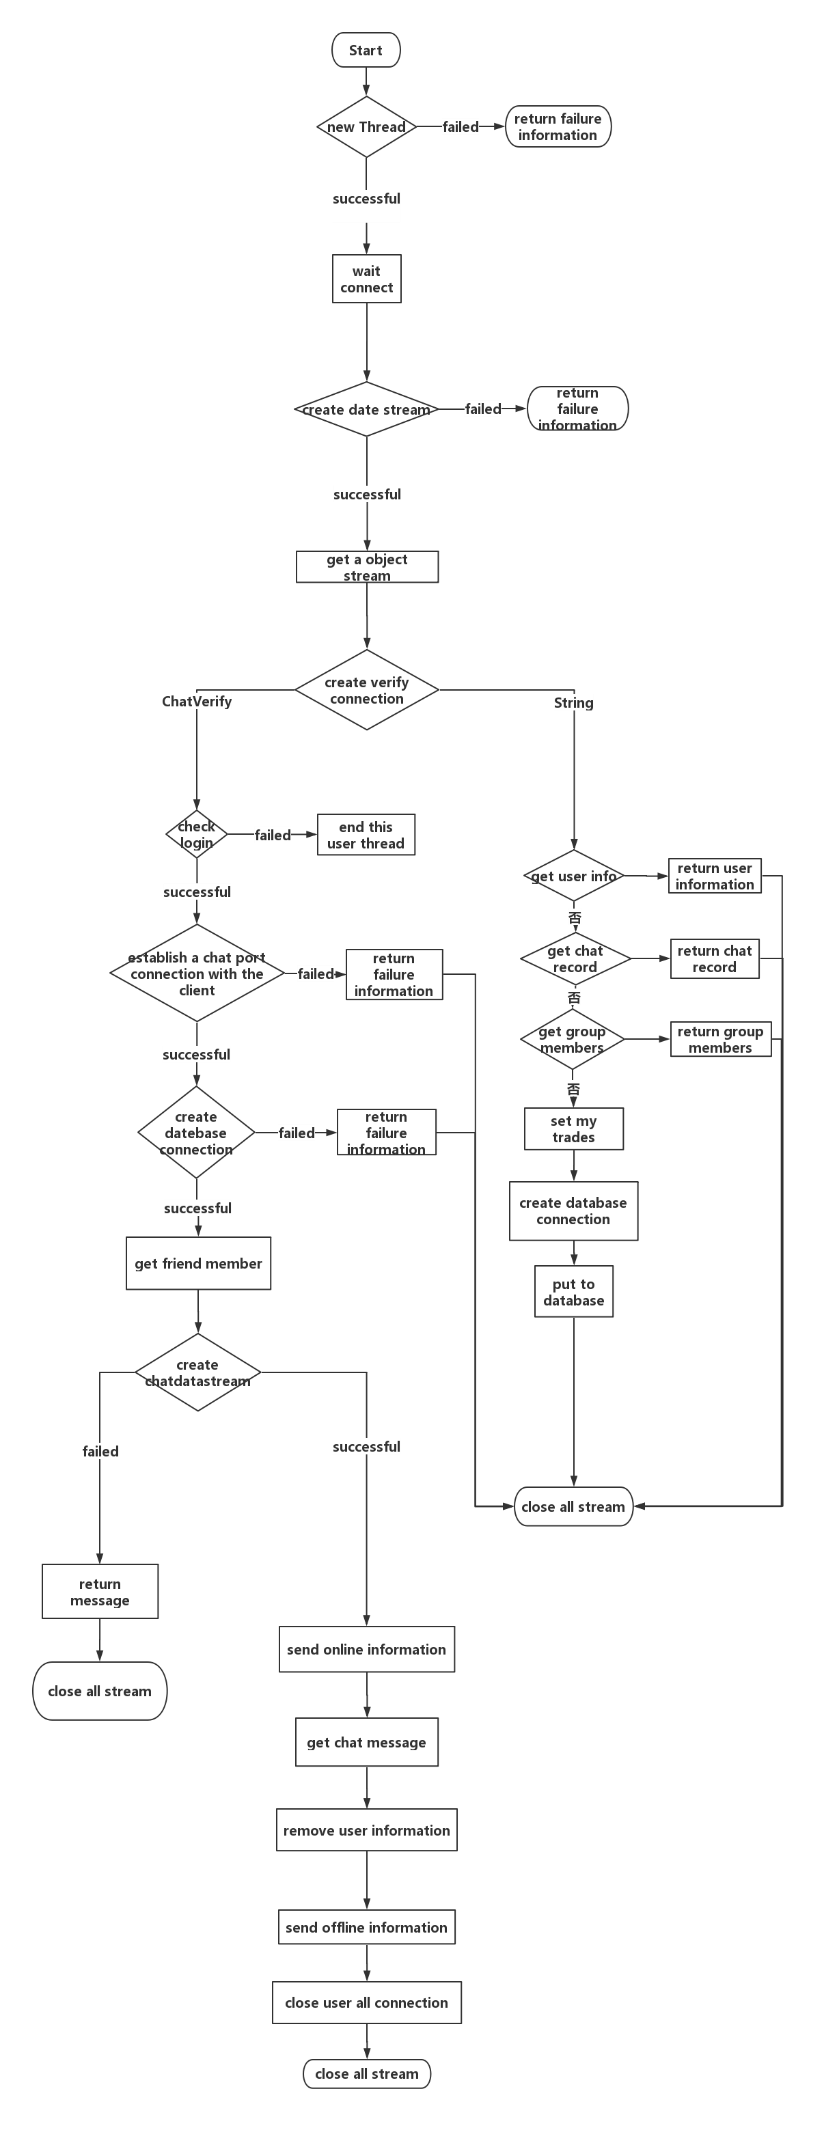 Start
new Thread
failed
return failure
information
successful
wait
connect
create date stream
failed
return
failure
information
successful
get a object
stream
create verify
connection
ChatVerify
String
check
login
failed
end this
user thread
get user info
return user
information
successful
否
establish a chat port
connection with the
client
failed
return
failure
information
get chat
record
return chat
record
否
successful
get group
members
return group
members
否
create
datebase
connection
failed
return
failure
information
set my
trades
successful
create database
connection
get friend member
put to
database
create
chatdatastream
failed
successful
close all stream
return
message
send online information
close all stream
get chat message
remove user information
send offline information
close user all connection
close all stream